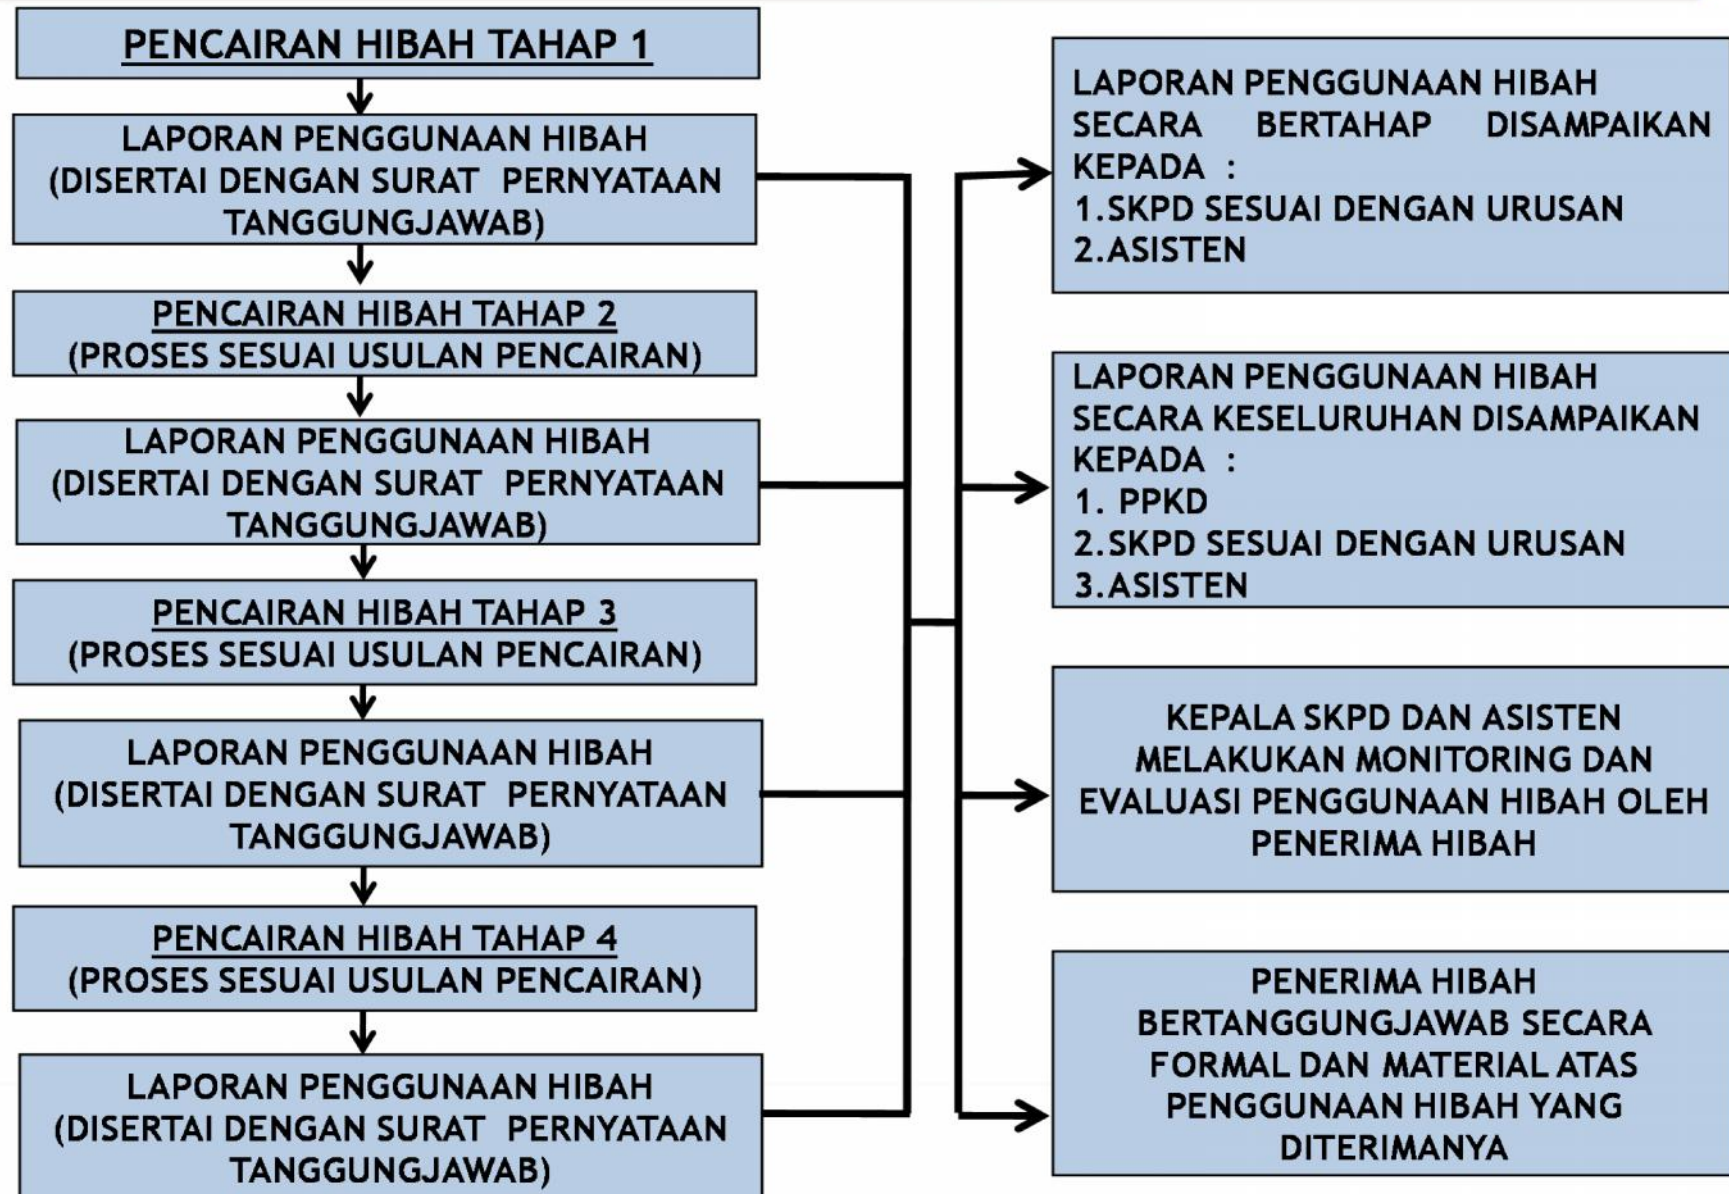 PENCAIRAN HIBAH TAHAP 1
LAPORAN PENGGUNAAN HIBAH
(DISERTAI DENGAN SURAT PERNYATAAN
TANGGUNGJAWAB)
PENCAIRAN HIBAH TAHAP 2
(PROSES SESUAI USULAN PENCAIRAN)
LAPORAN PENGGUNAAN HIBAH
(DISERTAI DENGAN SURAT PERNYATAAN
TANGGUNGJAWAB)
PENCAIRAN HIBAH TAHAP 3
(PROSES SESUAI USULAN PENCAIRAN)
LAPORAN PENGGUNAAN HIBAH
(DISERTAI DENGAN SURAT PERNYATAAN
TANGGUNGJAWAB)
PENCAIRAN HIBAH TAHAP 4
(PROSES SESUAI USULAN PENCAIRAN)
LAPORAN PENGGUNAAN HIBAH
(DISERTAI DENGAN SURAT PERNYATAAN
TANGGUNGJAWAB)
LAPORAN PENGGUNAAN HIBAH
SECARA BERTAHAP DISAMPAIKAN
KEPADA :
1.SKPD SESUAI DENGAN URUSAN
2.ASISTEN
LAPORAN PENGGUNAAN HIBAH
SECARA KESELURUHAN DISAMPAIKAN
KEPADA :
1. PPKD
2.SKPD SESUAI DENGAN URUSAN
3.ASISTEN
KEPALA SKPD DAN ASISTEN
MELAKUKAN MONITORING DAN
EVALUASI PENGGUNAAN HIBAH OLEH
PENERIMA HIBAH
PENERIMA HIBAH
BERTANGGUNGJAWAB SECARA
FORMAL DAN MATERIAL ATAS
PENGGUNAAN HIBAH YANG
DITERIMANYA